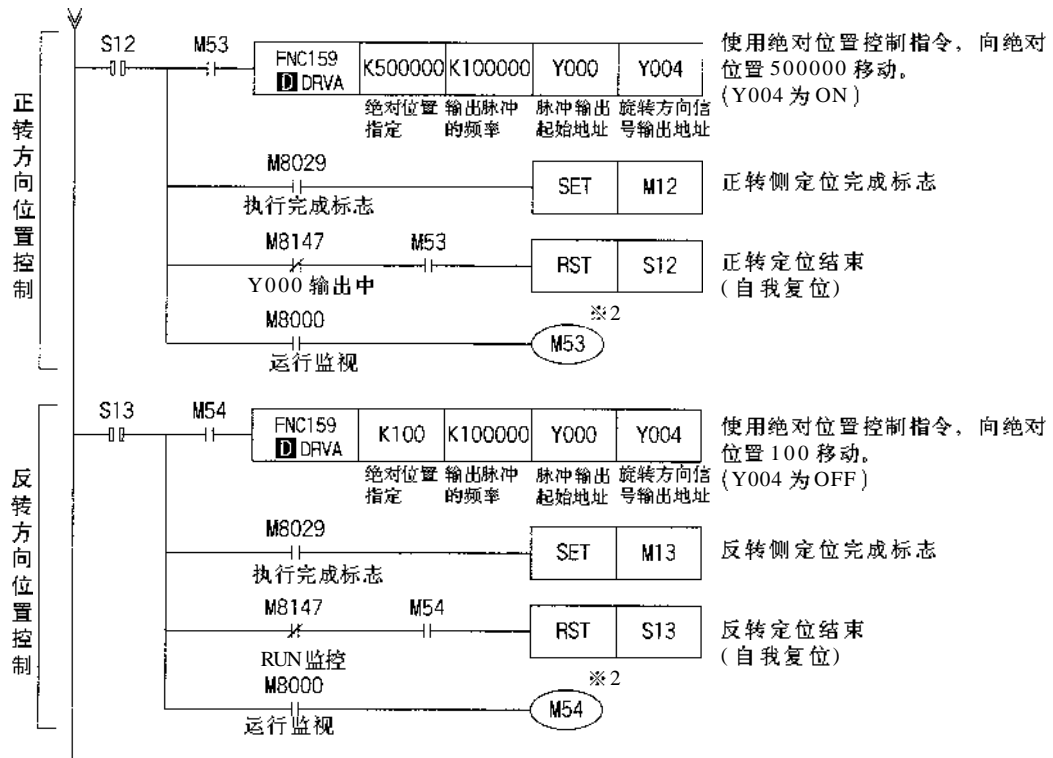 正转方向位置控制
S12 M53
FNC159
D DRVA
K500000 K100000 Y000 Y004
绝对位置指定
输出脉冲的频率
脉冲输出起始地址
旋转方向信号输出地址
使用绝对位置控制指令，向绝对
位置500000移动。
(Y004为ON)
M8029
执行完成标志
SET M12
正转侧定位完成标志
M8147 M53
Y000输出中
RST S12
正转定位结束
(自我复位)
M8000
运行监视
※2
M53
反转方向位置控制
S13 M54
FNC159
D DRVA
K100 K100000 Y000 Y004
绝对位置指定
输出脉冲的频率
脉冲输出起始地址
旋转方向信号输出地址
使用绝对位置控制指令，向绝对
位置100移动。
(Y004为OFF)
M8029
执行完成标志
SET M13
反转侧定位完成标志
M8147 M54
RUN监控
RST S13
反转定位结束
(自我复位)
M8000
运行监视
※2
M54